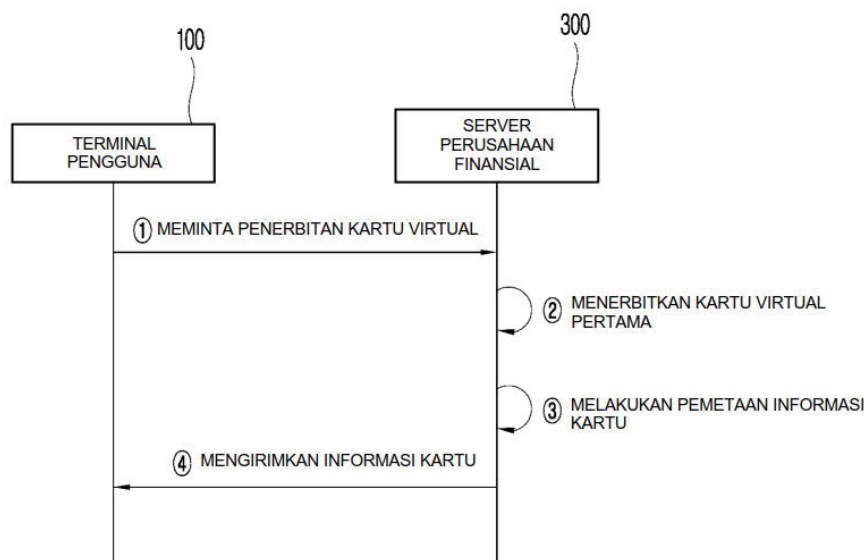 100
300
TERMINAL
PENGGUNA
SERVER
PERUSAHAAN
FINANSIAL
① MEMINTA PENERBITAN KARTU VIRTUAL
② MENERBITKAN KARTU VIRTUAL
PERTAMA
③ MELAKUKAN PEMETAAN INFORMASI
KARTU
④ MENGIRIMKAN INFORMASI KARTU